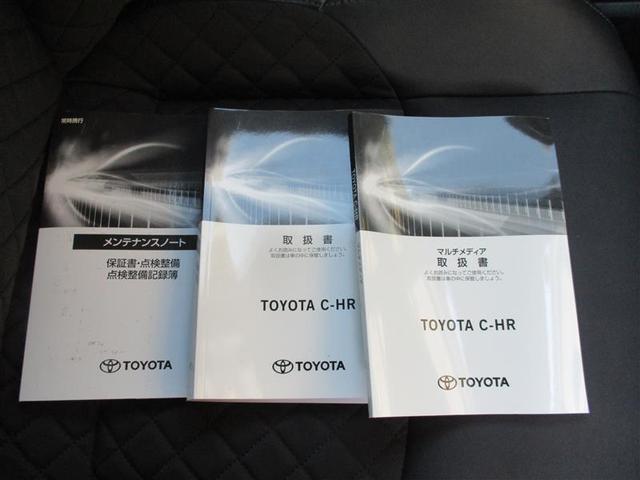 常時携行
メンテナンスノート
保証書・点検整備
点検整備記録簿
TOYOTA
取扱書
よくお読みになってご使用ください。
取扱書は車の中に保管しましょう。
TOYOTA C-HR
TOYOTA
マルチメディア
取扱書
よくお読みになってご使用ください。
取扱書は車の中に保管しましょう。
TOYOTA C-HR
TOYOTA